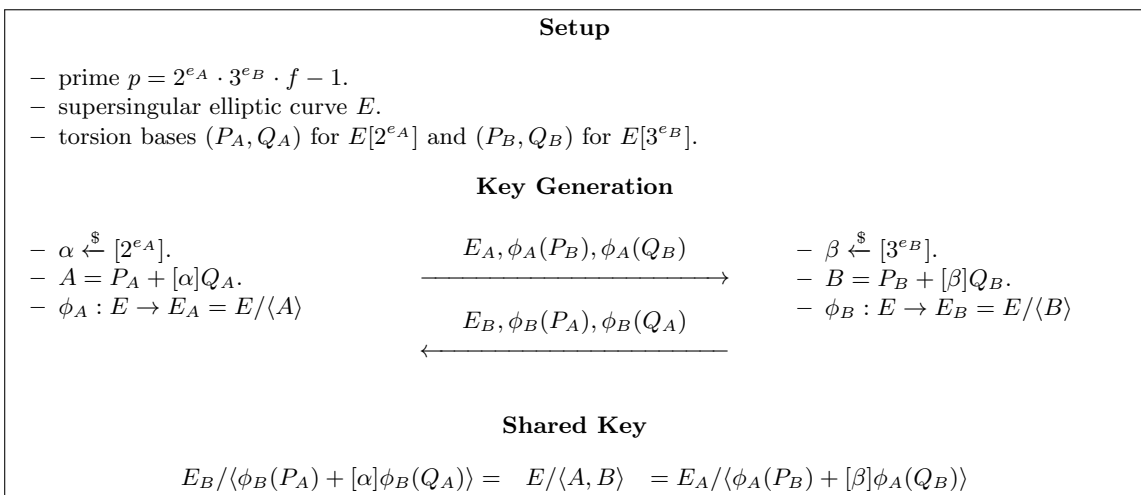 Setup
– prime p = 2^{e_A} · 3^{e_B} · f − 1.
– supersingular elliptic curve E.
– torsion bases (P_A, Q_A) for E[2^{e_A}] and (P_B, Q_B) for E[3^{e_B}].
Key Generation
– α ←$ [2^{e_A}].
– A = P_A + [α]Q_A.
– φ_A : E → E_A = E/⟨A⟩
E_A, φ_A(P_B), φ_A(Q_B)
E_B, φ_B(P_A), φ_B(Q_A)
– β ←$ [3^{e_B}].
– B = P_B + [β]Q_B.
– φ_B : E → E_B = E/⟨B⟩
Shared Key
E_B/⟨φ_B(P_A) + [α]φ_B(Q_A)⟩ = E/⟨A, B⟩ = E_A/⟨φ_A(P_B) + [β]φ_A(Q_B)⟩